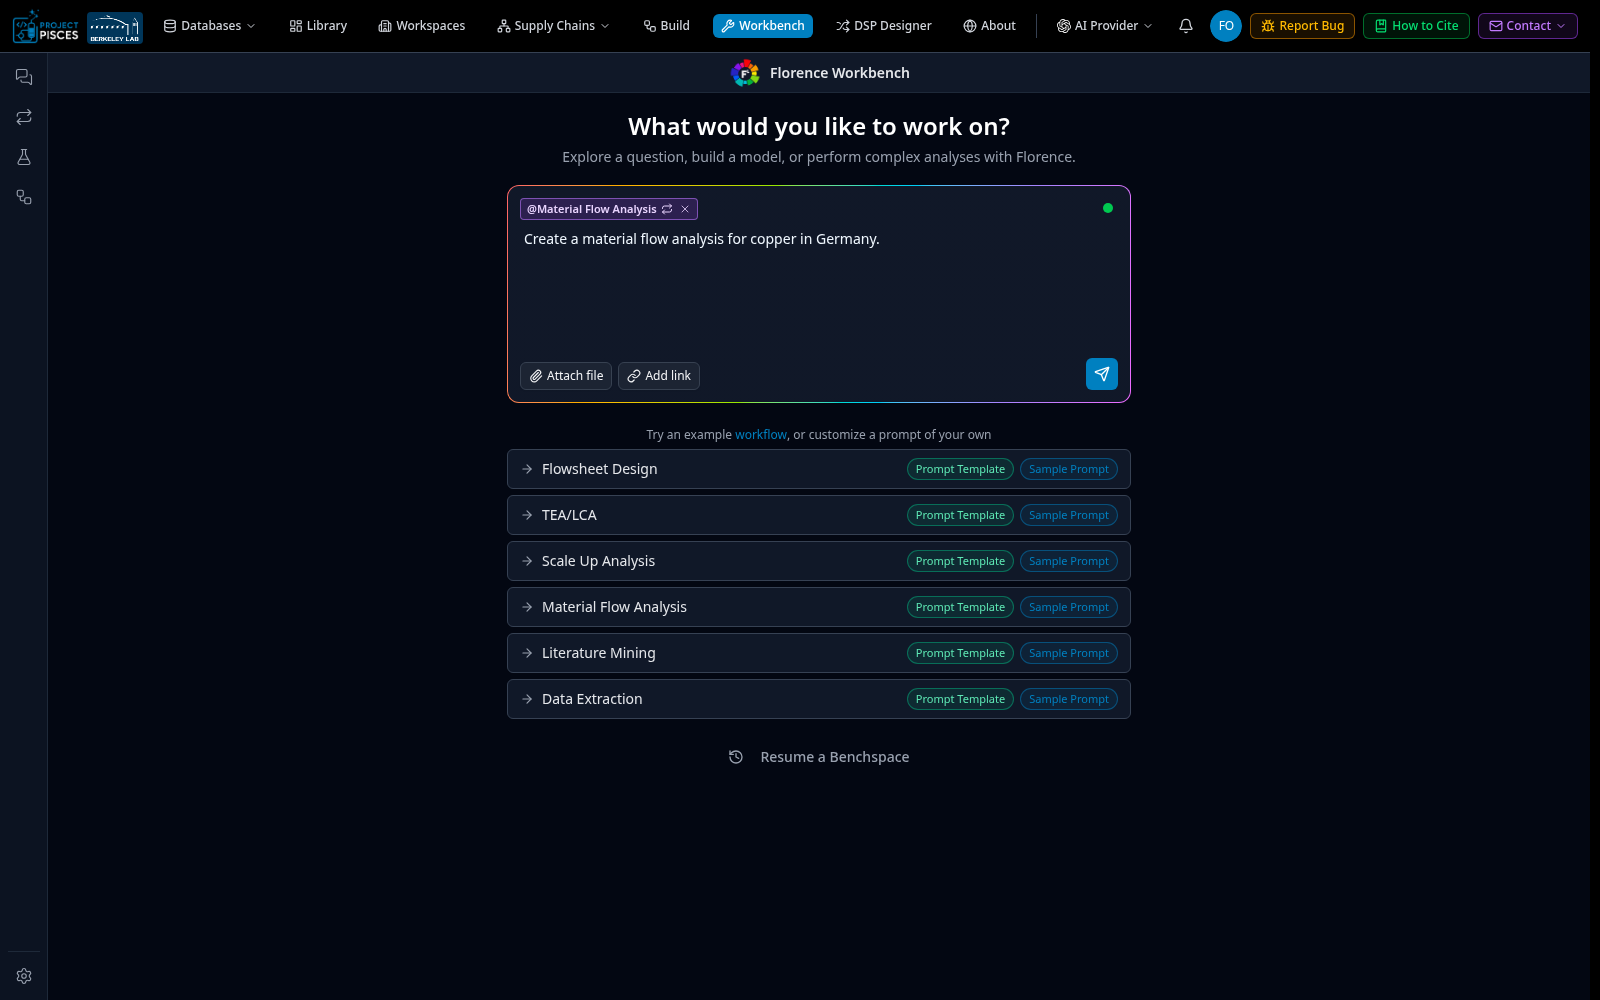 PROJECT
PISCES
BERKELEY LAB
Databases
Library
Workspaces
Supply Chains
Build
Workbench
DSP Designer
About
AI Provider
FO
Report Bug
How to Cite
Contact
F
Florence Workbench
What would you like to work on?
Explore a question, build a model, or perform complex analyses with Florence.
@Material Flow Analysis
Create a material flow analysis for copper in Germany.
Attach file
Add link
Try an example workflow, or customize a prompt of your own
Flowsheet Design Prompt Template Sample Prompt
TEA/LCA Prompt Template Sample Prompt
Scale Up Analysis Prompt Template Sample Prompt
Material Flow Analysis Prompt Template Sample Prompt
Literature Mining Prompt Template Sample Prompt
Data Extraction Prompt Template Sample Prompt
Resume a Benchspace